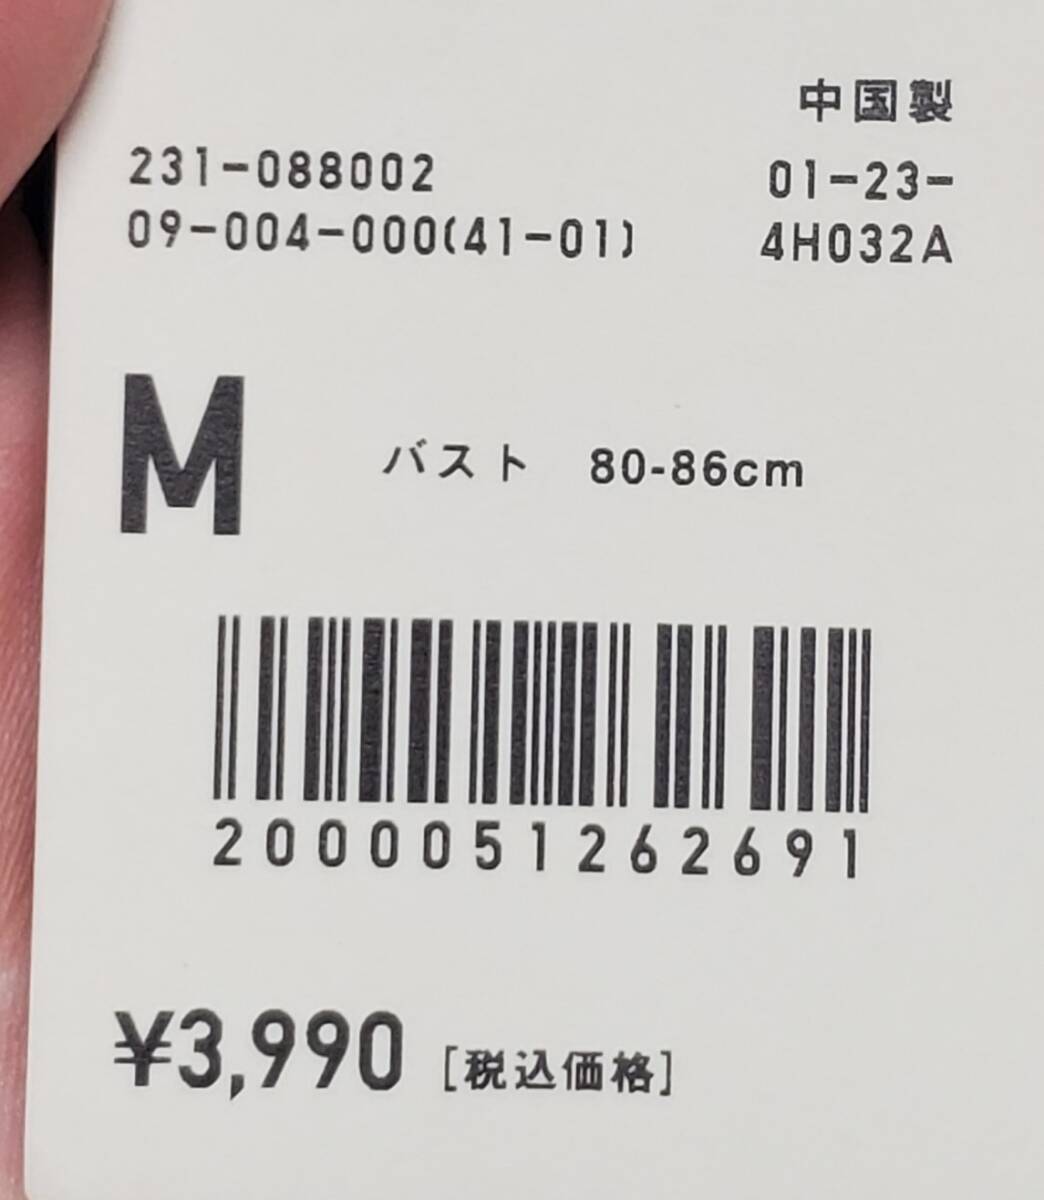 中国製
231-088002 01-23-
09-004-000(41-01) 4H032A
M バスト 80-86cm
2000051262691
¥3,990 [税込価格]